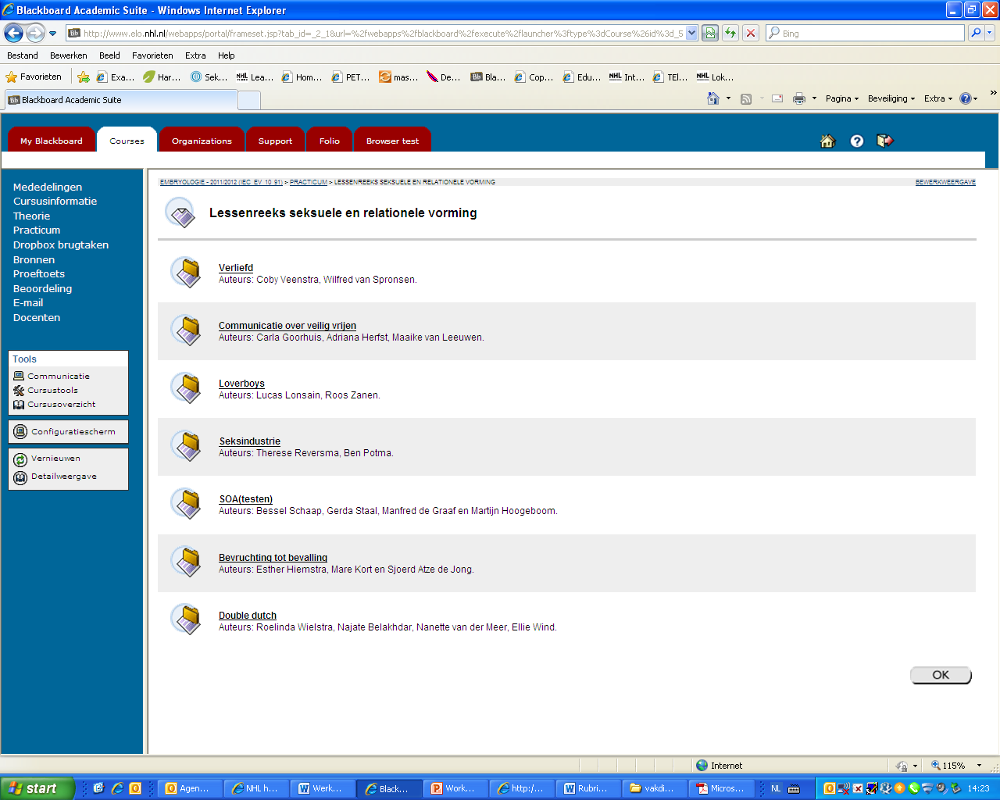 Blackboard Academic Suite - Windows Internet Explorer
http://www.elo.nhl.nl/webapps/portal/frameset.jsp?tab_id=_2_1&url=%2fwebapps%2fblackboard%2fexecute%2flauncher%3ftype%3dCourse%26id%3d_5
Bing
Bestand Bewerken Beeld Favorieten Extra Help
Favorieten Exa... Har... Sek... Lea... Hom... PET... mas... De... Bla... Cop... Edu... Int... TEl... Lok...
Blackboard Academic Suite
Pagina Beveiliging Extra
My Blackboard Courses Organizations Support Folio Browser test
Mededelingen
Cursusinformatie
Theorie
Practicum
Dropbox brugtaken
Bronnen
Proeftoets
Beoordeling
E-mail
Docenten
Tools
Communicatie
Cursustools
Cursusoverzicht
Configuratiescherm
Vernieuwen
Detailweergave
EMBRYOLOGIE - 2011/2012 (IEC_EV_10_91) > PRACTICUM > LESSENREEKS SEKSUELE EN RELATIONELE VORMING
BEWERKWEERGAVE
Lessenreeks seksuele en relationele vorming
Verliefd
Auteurs: Coby Veenstra, Wilfred van Spronsen.
Communicatie over veilig vrijen
Auteurs: Carla Goorhuis, Adriana Herfst, Maaike van Leeuwen.
Loverboys
Auteurs: Lucas Lonsain, Roos Zanen.
Seksindustrie
Auteurs: Therese Reversma, Ben Potma.
SOA(testen)
Auteurs: Bessel Schaap, Gerda Staal, Manfred de Graaf en Martijn Hoogeboom.
Bevruchting tot bevalling
Auteurs: Esther Hiemstra, Mare Kort en Sjoerd Atze de Jong.
Double dutch
Auteurs: Roelinda Wielstra, Najate Belakhdar, Nanette van der Meer, Ellie Wind.
OK
Internet 115%
start Agen... NHL h... Werk... Black... Work... http:/... Rubri... vakdi... Micros... NL 14:23